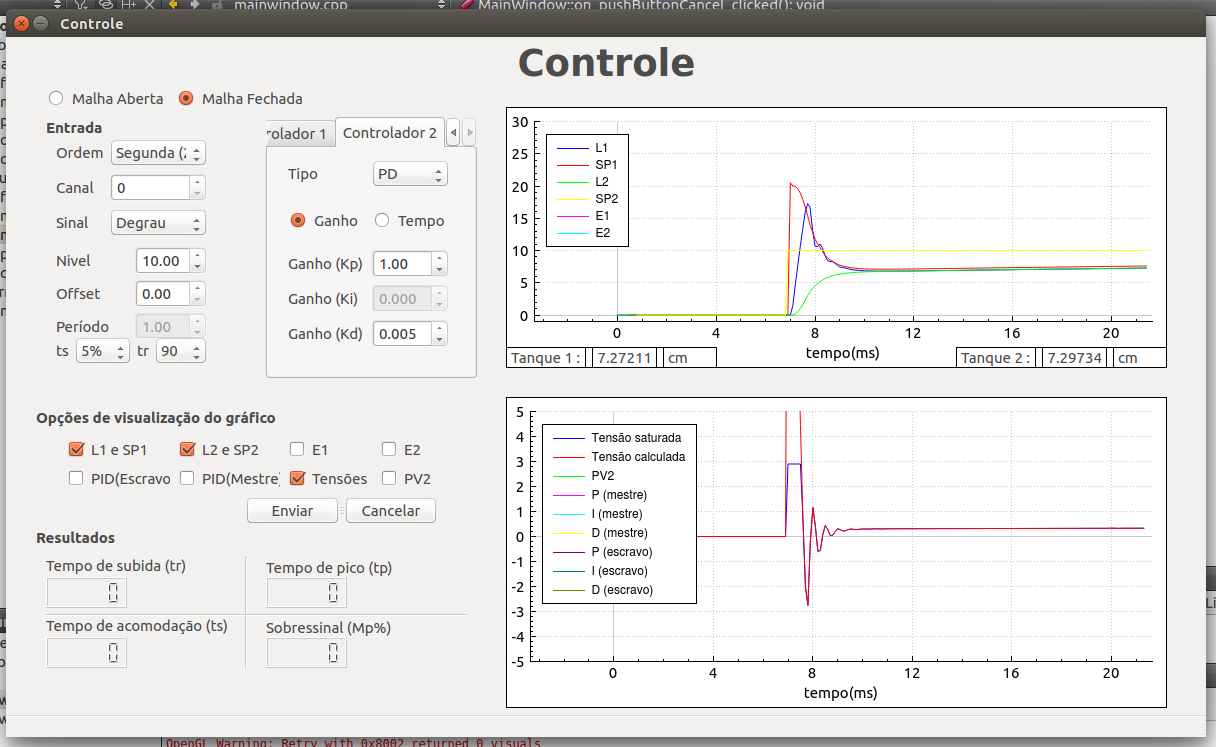 mainwindow.cpp
MainWindow::on_pushButtonCancel_clicked(): void
Controle
Controle
Malha Aberta Malha Fechada
Entrada
Ordem Segunda (2
Canal 0
Sinal Degrau
Nivel 10.00
Offset 0.00
Período 1.00
ts 5% tr 90
rolador 1 Controlador 2
Tipo PD
Ganho Tempo
Ganho (Kp) 1.00
Ganho (Ki) 0.000
Ganho (Kd) 0.005
30
25
20
15
10
5
0
L1
SP1
L2
SP2
E1
E2
0 4 8 12 16 20
tempo(ms)
Tanque 1 : 7.27211 cm
Tanque 2 : 7.29734 cm
Opções de visualização do gráfico
L1 e SP1 L2 e SP2 E1 E2
PID(Escravo PID(Mestre) Tensões PV2
Enviar Cancelar
Resultados
Tempo de subida (tr) Tempo de pico (tp)
0 0
Tempo de acomodação (ts) Sobressinal (Mp%)
0 0
5
4
3
2
1
0
-1
-2
-3
-4
-5
Tensão saturada
Tensão calculada
PV2
P (mestre)
I (mestre)
D (mestre)
P (escravo)
I (escravo)
D (escravo)
0 4 8 12 16 20
tempo(ms)
OpenGL Warning: Retry with 0x8002 returned 0 visuals